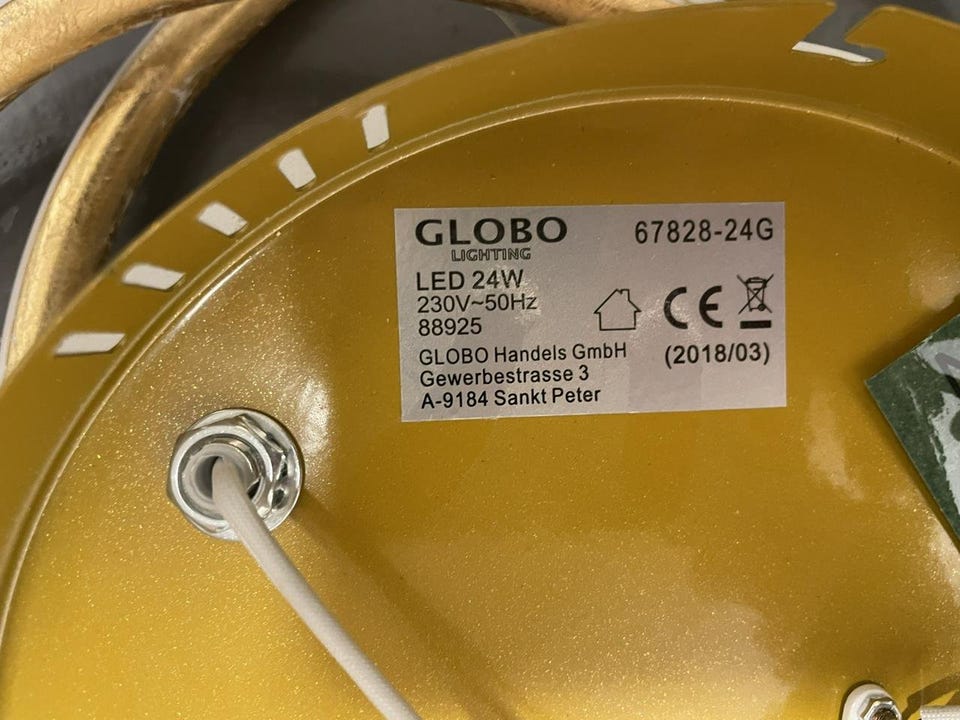 GLOBO
LIGHTING
67828-24G
LED 24W
230V~50Hz
88925
GLOBO Handels GmbH
Gewerbestrasse 3
A-9184 Sankt Peter
CE
(2018/03)